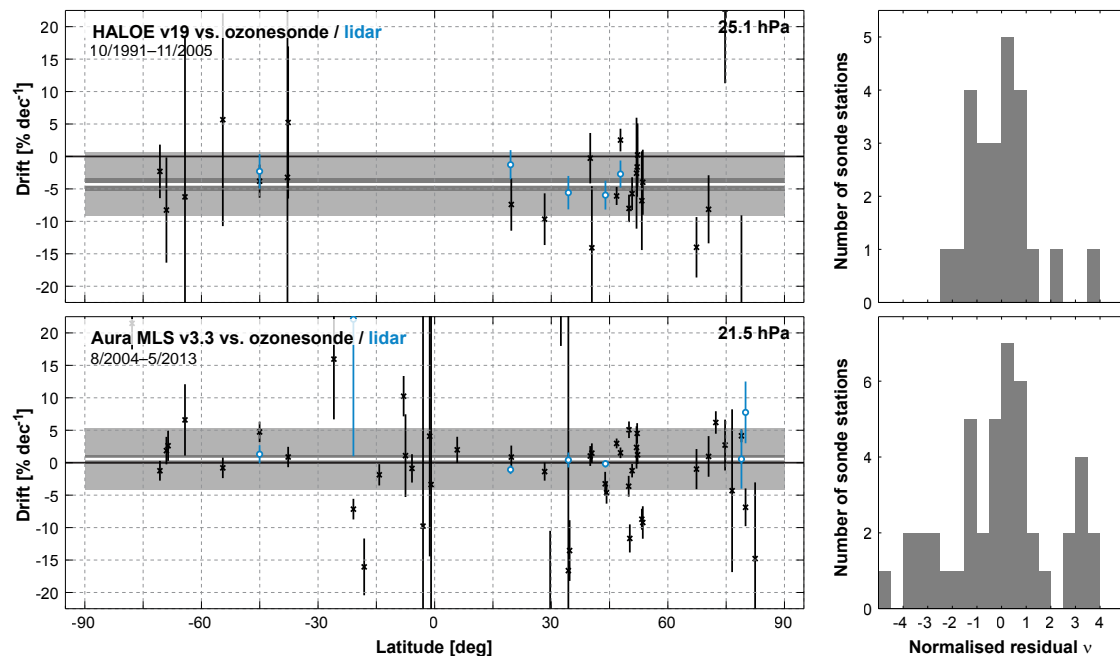 HALOE v19 vs. ozonesonde / lidar
10/1991–11/2005
25.1 hPa
Drift [% dec-1]
20
15
10
5
0
-5
-10
-15
-20
Number of sonde stations
5
4
3
2
1
0
Aura MLS v3.3 vs. ozonesonde / lidar
8/2004–5/2013
21.5 hPa
Drift [% dec-1]
20
15
10
5
0
-5
-10
-15
-20
-90 -60 -30 0 30 60 90
Latitude [deg]
Number of sonde stations
6
4
2
0
-4 -3 -2 -1 0 1 2 3 4
Normalised residual ν